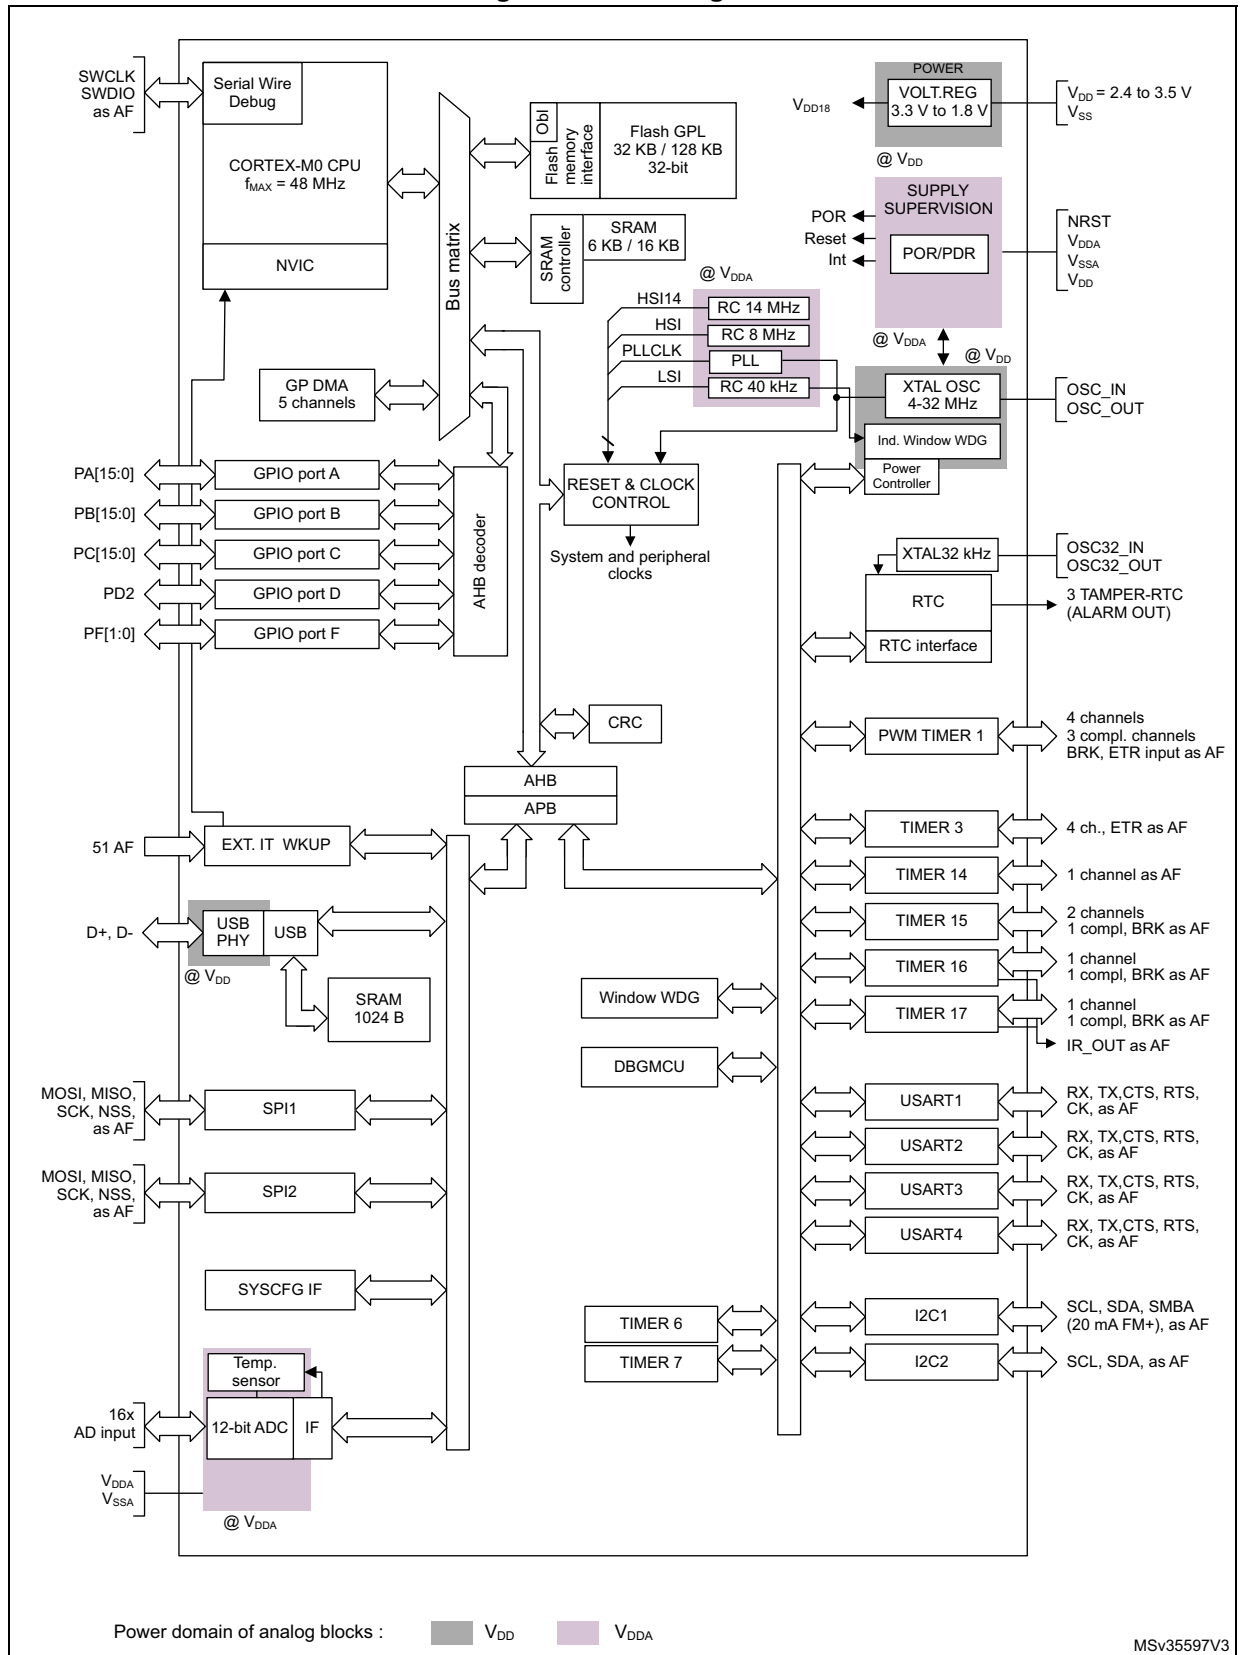 SWCLK
SWDIO
as AF
Serial Wire
Debug
CORTEX-M0 CPU
fMAX = 48 MHz
NVIC
Bus matrix
Obl
Flash
memory
interface
Flash GPL
32 KB / 128 KB
32-bit
SRAM
controller
SRAM
6 KB / 16 KB
POWER
VOLT.REG
3.3 V to 1.8 V
VDD18
VDD = 2.4 to 3.5 V
VSS
@ VDD
SUPPLY
SUPERVISION
POR
Reset
Int
POR/PDR
NRST
VDDA
VSSA
VDD
@ VDDA
HSI14
RC 14 MHz
HSI
RC 8 MHz
PLLCLK
PLL
LSI
RC 40 kHz
@ VDDA
@ VDD
XTAL OSC
4-32 MHz
OSC_IN
OSC_OUT
Ind. Window WDG
Power
Controller
GP DMA
5 channels
PA[15:0]
GPIO port A
PB[15:0]
GPIO port B
PC[15:0]
GPIO port C
PD2
GPIO port D
PF[1:0]
GPIO port F
AHB decoder
RESET & CLOCK
CONTROL
System and peripheral
clocks
XTAL32 kHz
OSC32_IN
OSC32_OUT
RTC
3 TAMPER-RTC
(ALARM OUT)
RTC interface
CRC
AHB
APB
PWM TIMER 1
4 channels
3 compl. channels
BRK, ETR input as AF
51 AF
EXT. IT WKUP
TIMER 3
4 ch., ETR as AF
TIMER 14
1 channel as AF
TIMER 15
2 channels
1 compl, BRK as AF
TIMER 16
1 channel
1 compl, BRK as AF
TIMER 17
1 channel
1 compl, BRK as AF
IR_OUT as AF
D+, D-
USB
PHY
USB
@ VDD
SRAM
1024 B
Window WDG
DBGMCU
MOSI, MISO,
SCK, NSS,
as AF
SPI1
MOSI, MISO,
SCK, NSS,
as AF
SPI2
USART1
RX, TX,CTS, RTS,
CK, as AF
USART2
RX, TX,CTS, RTS,
CK, as AF
USART3
RX, TX,CTS, RTS,
CK, as AF
USART4
RX, TX,CTS, RTS,
CK, as AF
SYSCFG IF
TIMER 6
TIMER 7
I2C1
SCL, SDA, SMBA
(20 mA FM+), as AF
I2C2
SCL, SDA, as AF
Temp.
sensor
16x
AD input
12-bit ADC
IF
VDDA
VSSA
@ VDDA
Power domain of analog blocks :
VDD
VDDA
MSv35597V3